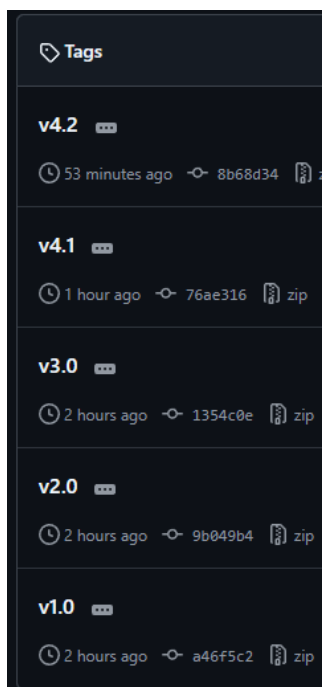 Tags
v4.2
53 minutes ago 8b68d34
v4.1
1 hour ago 76ae316 zip
v3.0
2 hours ago 1354c0e zip
v2.0
2 hours ago 9b049b4 zip
v1.0
2 hours ago a46f5c2 zip